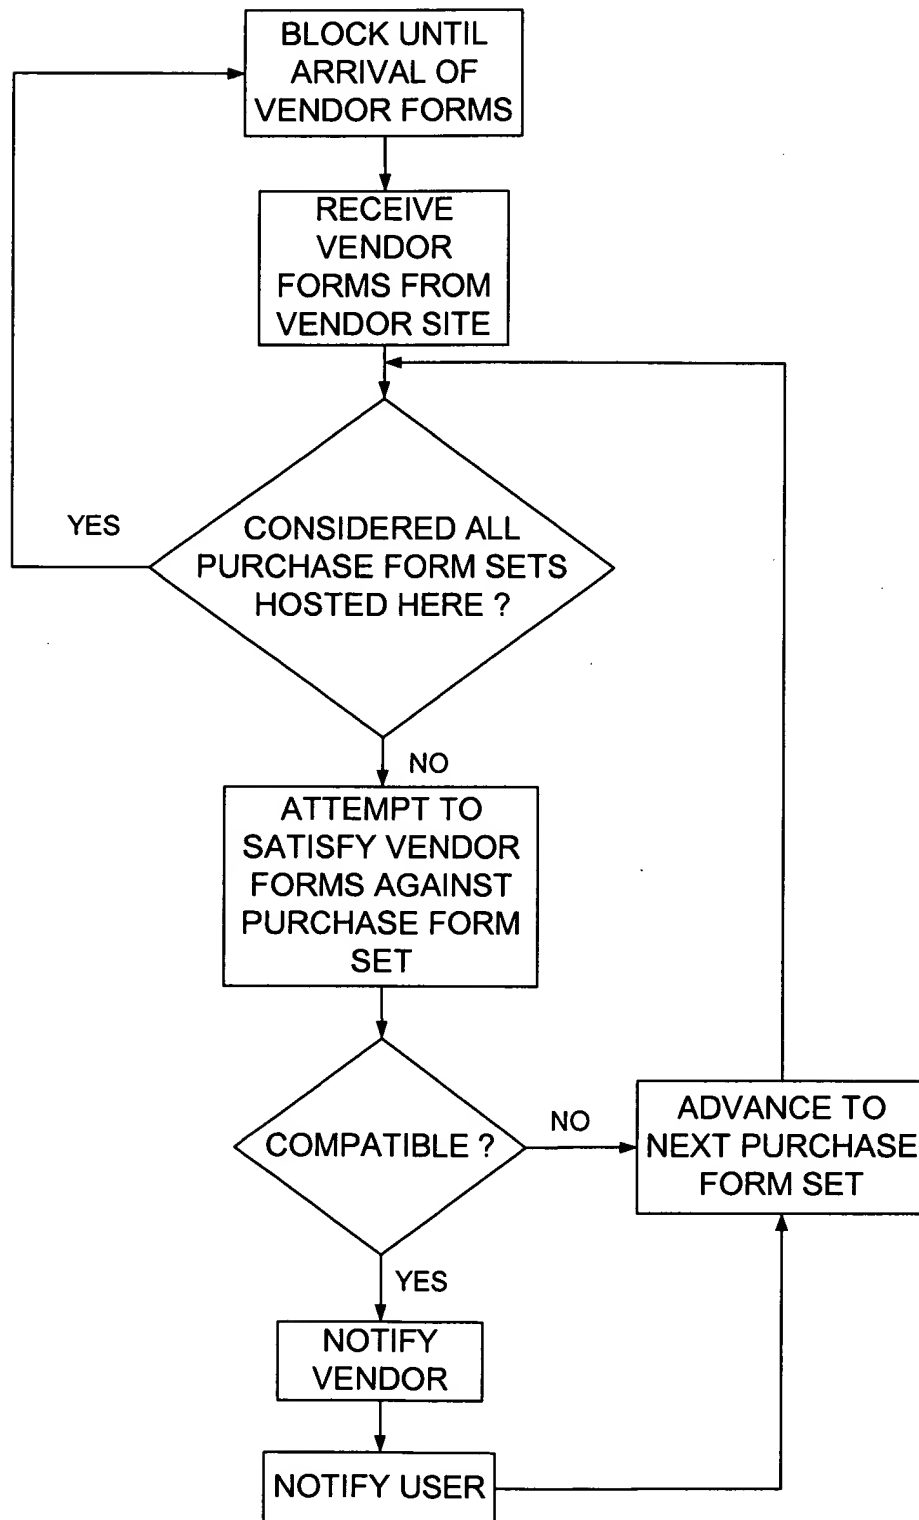 BLOCK UNTIL
ARRIVAL OF
VENDOR FORMS
RECEIVE
VENDOR
FORMS FROM
VENDOR SITE
YES
CONSIDERED ALL
PURCHASE FORM SETS
HOSTED HERE ?
NO
ATTEMPT TO
SATISFY VENDOR
FORMS AGAINST
PURCHASE FORM
SET
COMPATIBLE ?
NO
ADVANCE TO
NEXT PURCHASE
FORM SET
YES
NOTIFY
VENDOR
NOTIFY USER